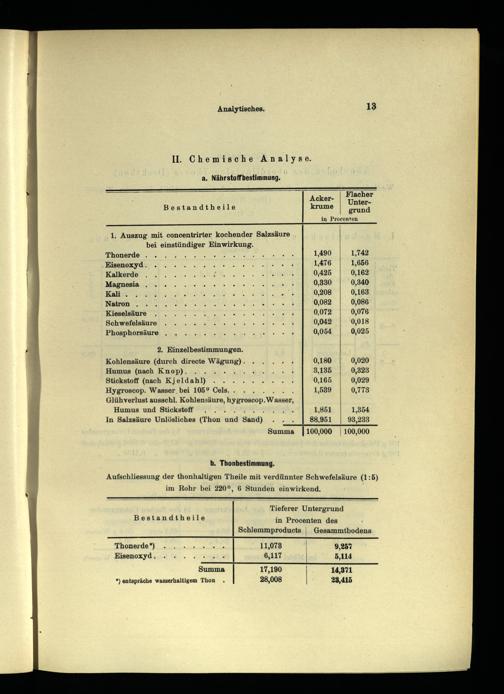 Analytisches. 13
II. Chemische Analyse.
a. Nährstoffbestimmung.
Bestandtheile Acker-krume Flacher Unter-grund
in Procenten
1. Auszug mit concentrirter kochender Salzsäure
bei einstündiger Einwirkung.
Thonerde . . . . . . . . . . . . . . . . 1,490 1,742
Eisenoxyd . . . . . . . . . . . . . . . . 1,476 1,656
Kalkerde . . . . . . . . . . . . . . . . 0,425 0,162
Magnesia . . . . . . . . . . . . . . . . 0,330 0,340
Kali . . . . . . . . . . . . . . . . . . 0,208 0,163
Natron . . . . . . . . . . . . . . . . . 0,082 0,086
Kieselsäure . . . . . . . . . . . . . . . 0,072 0,076
Schwefelsäure . . . . . . . . . . . . . . 0,042 0,018
Phosphorsäure . . . . . . . . . . . . . . 0,054 0,025
2. Einzelbestimmungen.
Kohlensäure (durch directe Wägung) . . . . . . 0,180 0,020
Humus (nach Knop) . . . . . . . . . . . 3,135 0,323
Stickstoff (nach Kjeldahl) . . . . . . . . 0,165 0,029
Hygroscop. Wasser bei 105° Cels. . . . . . . . 1,539 0,773
Glühverlust ausschl. Kohlensäure, hygroscop. Wasser,
Humus und Stickstoff . . . . . . . . . 1,851 1,354
In Salzsäure Unlösliches (Thon und Sand) . . . 88,951 93,233
Summa 100,000 100,000
b. Thonbestimmung.
Aufschliessung der thonhaltigen Theile mit verdünnter Schwefelsäure (1:5)
im Rohr bei 220°, 6 Stunden einwirkend.
Tieferer Untergrund
Bestandtheile in Procenten des
Schlemmproducts Gesammtbodens
Thonerde*) . . . . . . . 11,073 9,257
Eisenoxyd . . . . . . . . 6,117 5,114
Summa 17,190 14,371
*) entspräche wasserhaltigem Thon . 28,008 23,415